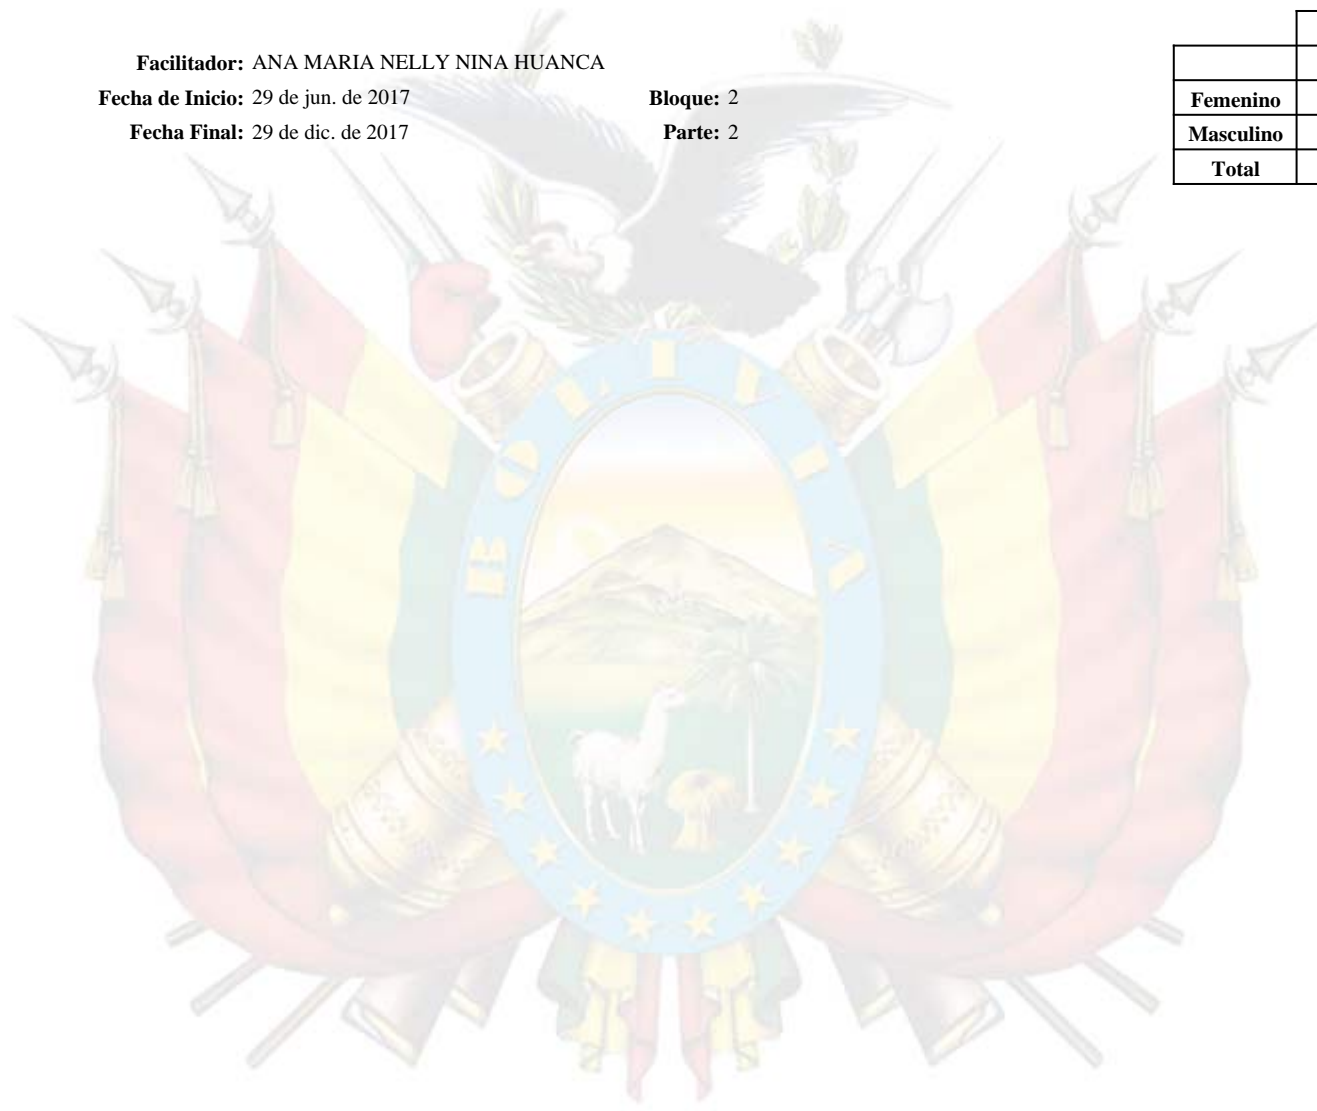 Facilitador: ANA MARIA NELLY NINA HUANCA
Fecha de Inicio: 29 de jun. de 2017 Bloque: 2
Fecha Final: 29 de dic. de 2017 Parte: 2
Femenino
Masculino
Total
BOLIVIA